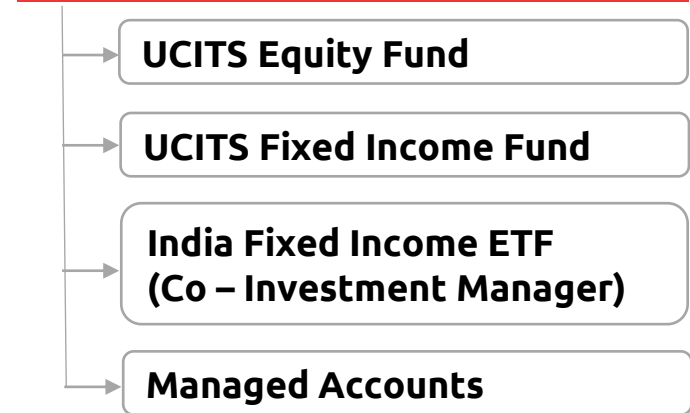 UCITS Equity Fund
UCITS Fixed Income Fund
India Fixed Income ETF
(Co – Investment Manager)
Managed Accounts